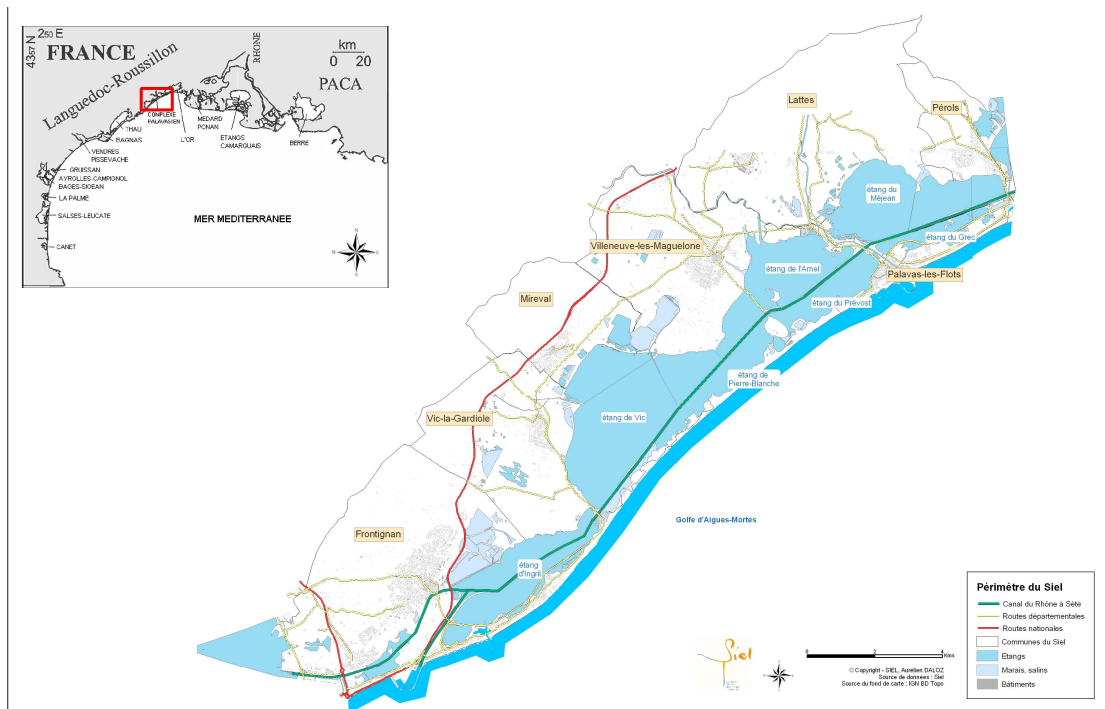 43 57 N
2 50 E
FRANCE
Languedoc-Roussillon
RHONE
km
0 20
PACA
COMPLEXE
PALAVASIEN
MEDARD
PONAN
THAU
L'OR
ETANGS
CAMARGUAIS
BERRE
BAGNAS
VENDRES
PISSEVACHE
GRUISSAN
AYROLLES-CAMPIGNOL
BAGES-SIGEAN
LA PALME
SALSES-LEUCATE
CANET
MER MEDITERRANEE
Lattes
Pérols
étang du
Méjean
étang du Grec
Villeneuve-les-Maguelone
étang de l'Arnel
Palavas-les-Flots
Mireval
étang du Prévost
étang de
Pierre-Blanche
Vic-la-Gardiole
étang de Vic
Golfe d'Aigues-Mortes
Frontignan
étang
d'Ingril
Périmètre du Siel
Canal du Rhône à Sète
Routes départementales
Routes nationales
Communes du Siel
Etangs
Marais, salins
Bâtiments
Siel
0 2 4 Kms
© Copyright - SIEL, Aurélien DALOZ
Source de données : Siel
Source du fond de carte : IGN BD Topo